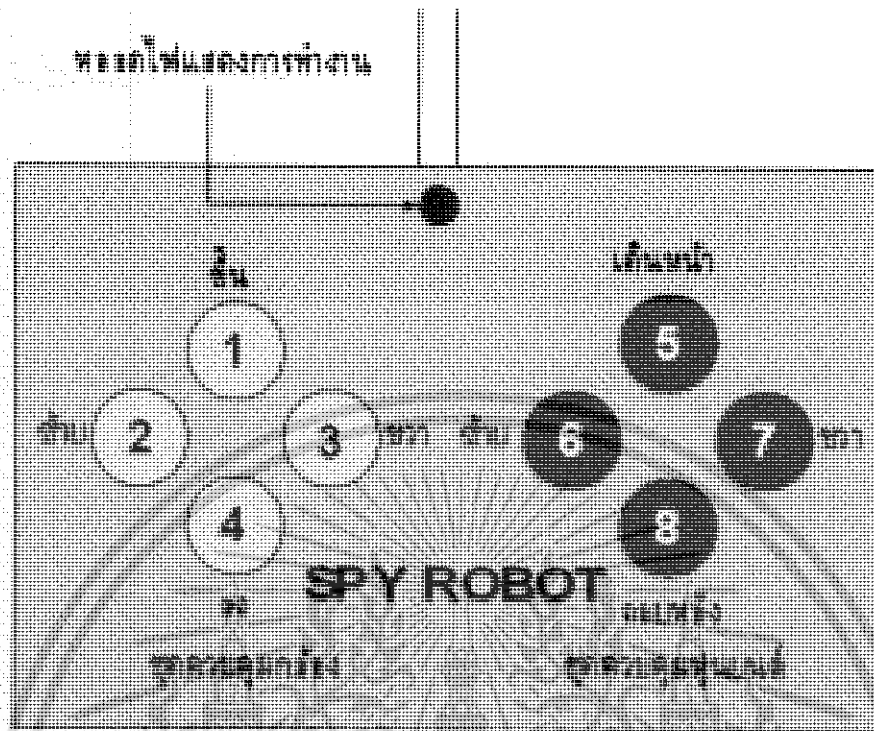 หลอดไฟแสดงการทำงาน
ขึ้น
เดินหน้า
1
5
ซ้าย 2 3 ขวา ซ้าย 6 7 ขวา
4
8
SPY ROBOT
ลง
ถอยหลัง
ชุดควบคุมกล้อง
ชุดควบคุมหุ่นยนต์